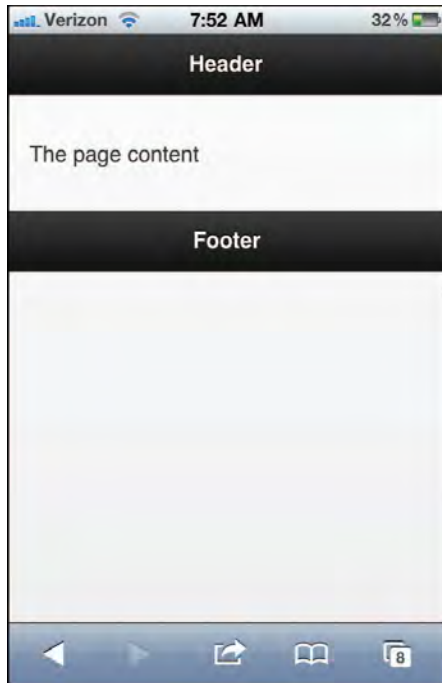 Verizon 7:52 AM 32%
Header
The page content
Footer
8